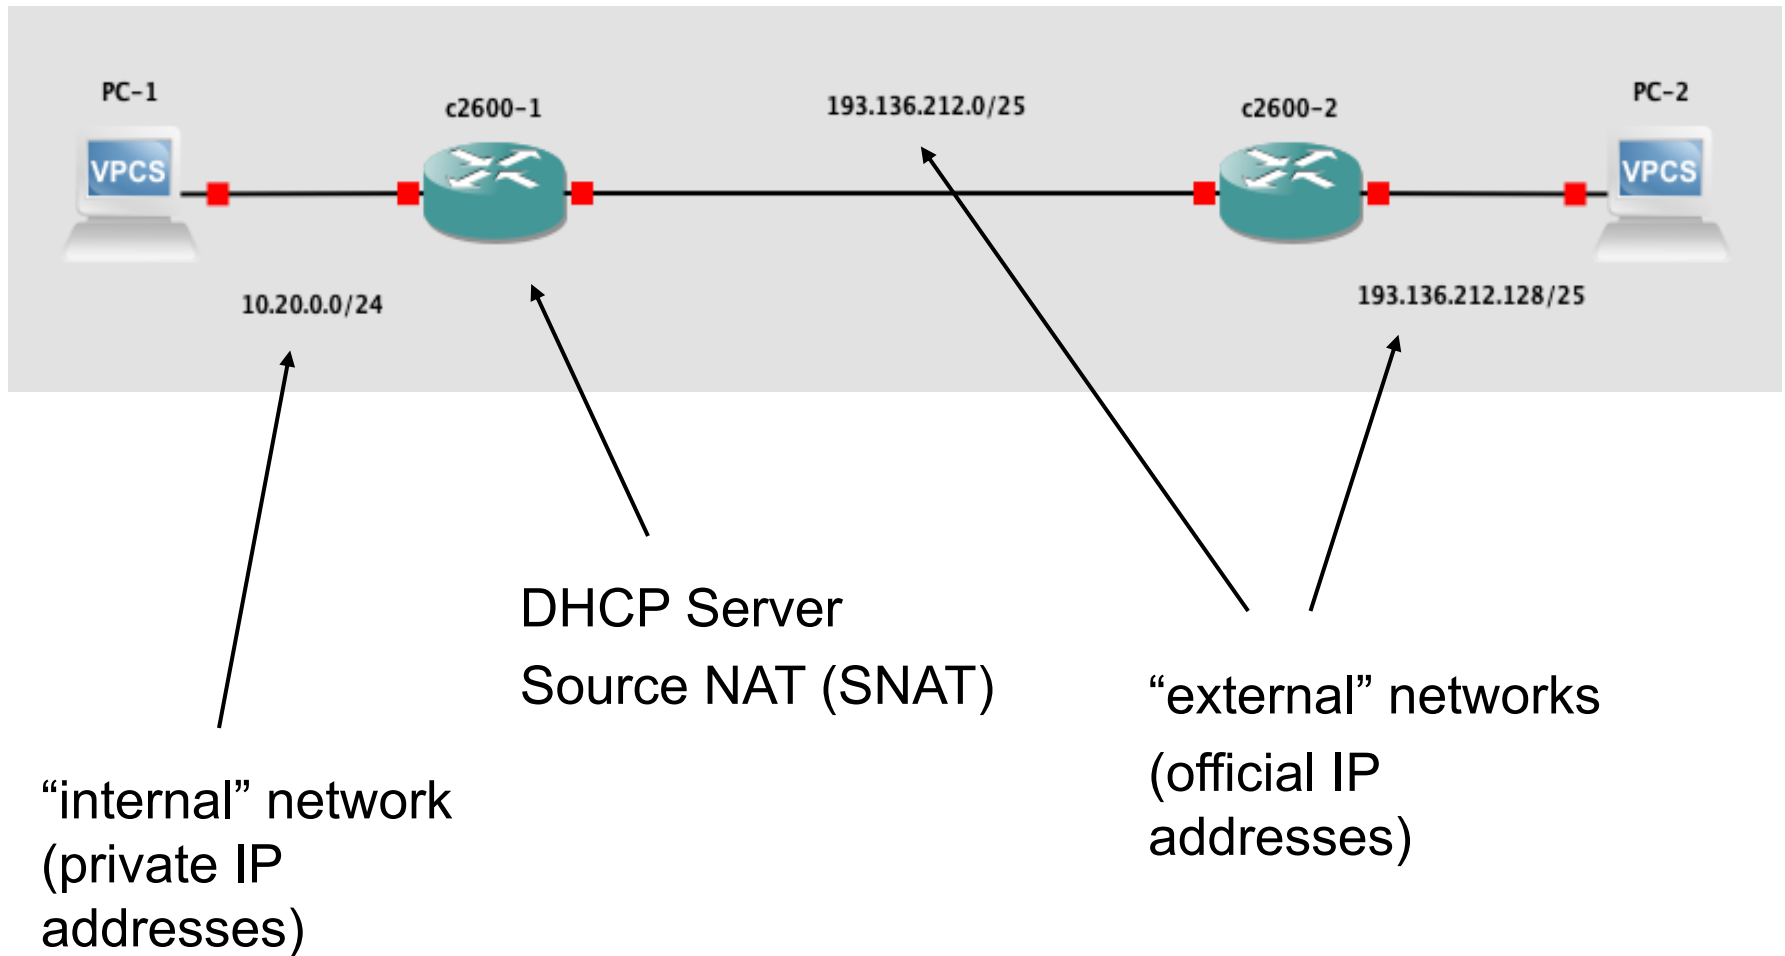 PC-1
c2600-1
193.136.212.0/25
c2600-2
PC-2
VPCS
VPCS
10.20.0.0/24
193.136.212.128/25
DHCP Server
Source NAT (SNAT)
“external” networks
(official IP
addresses)
“internal” network
(private IP
addresses)